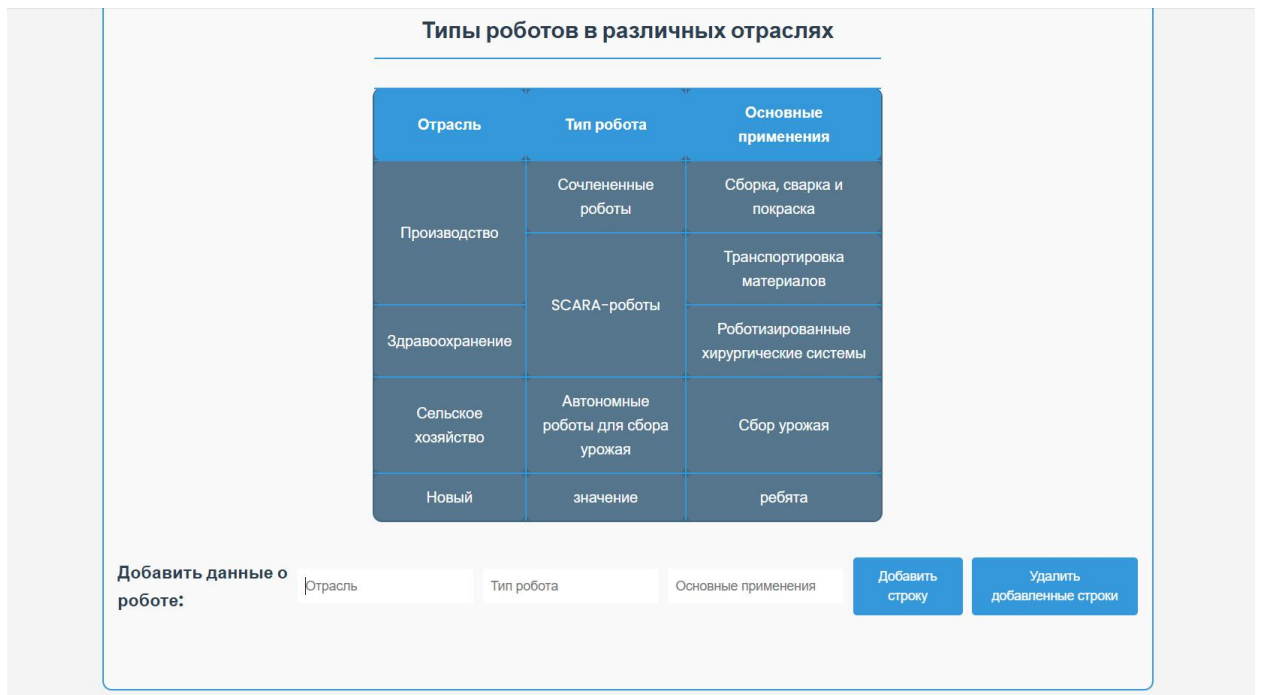 Типы роботов в различных отраслях
Отрасль
Тип робота
Основные
применения
Производство
Сочлененные
роботы
Сборка, сварка и
покраска
SCARA-роботы
Транспортировка
материалов
Здравоохранение
Роботизированные
хирургические системы
Сельское
хозяйство
Автономные
роботы для сбора
урожая
Сбор урожая
Новый
значение
ребята
Добавить данные о
роботе:
Отрасль
Тип робота
Основные применения
Добавить
строку
Удалить
добавленные строки